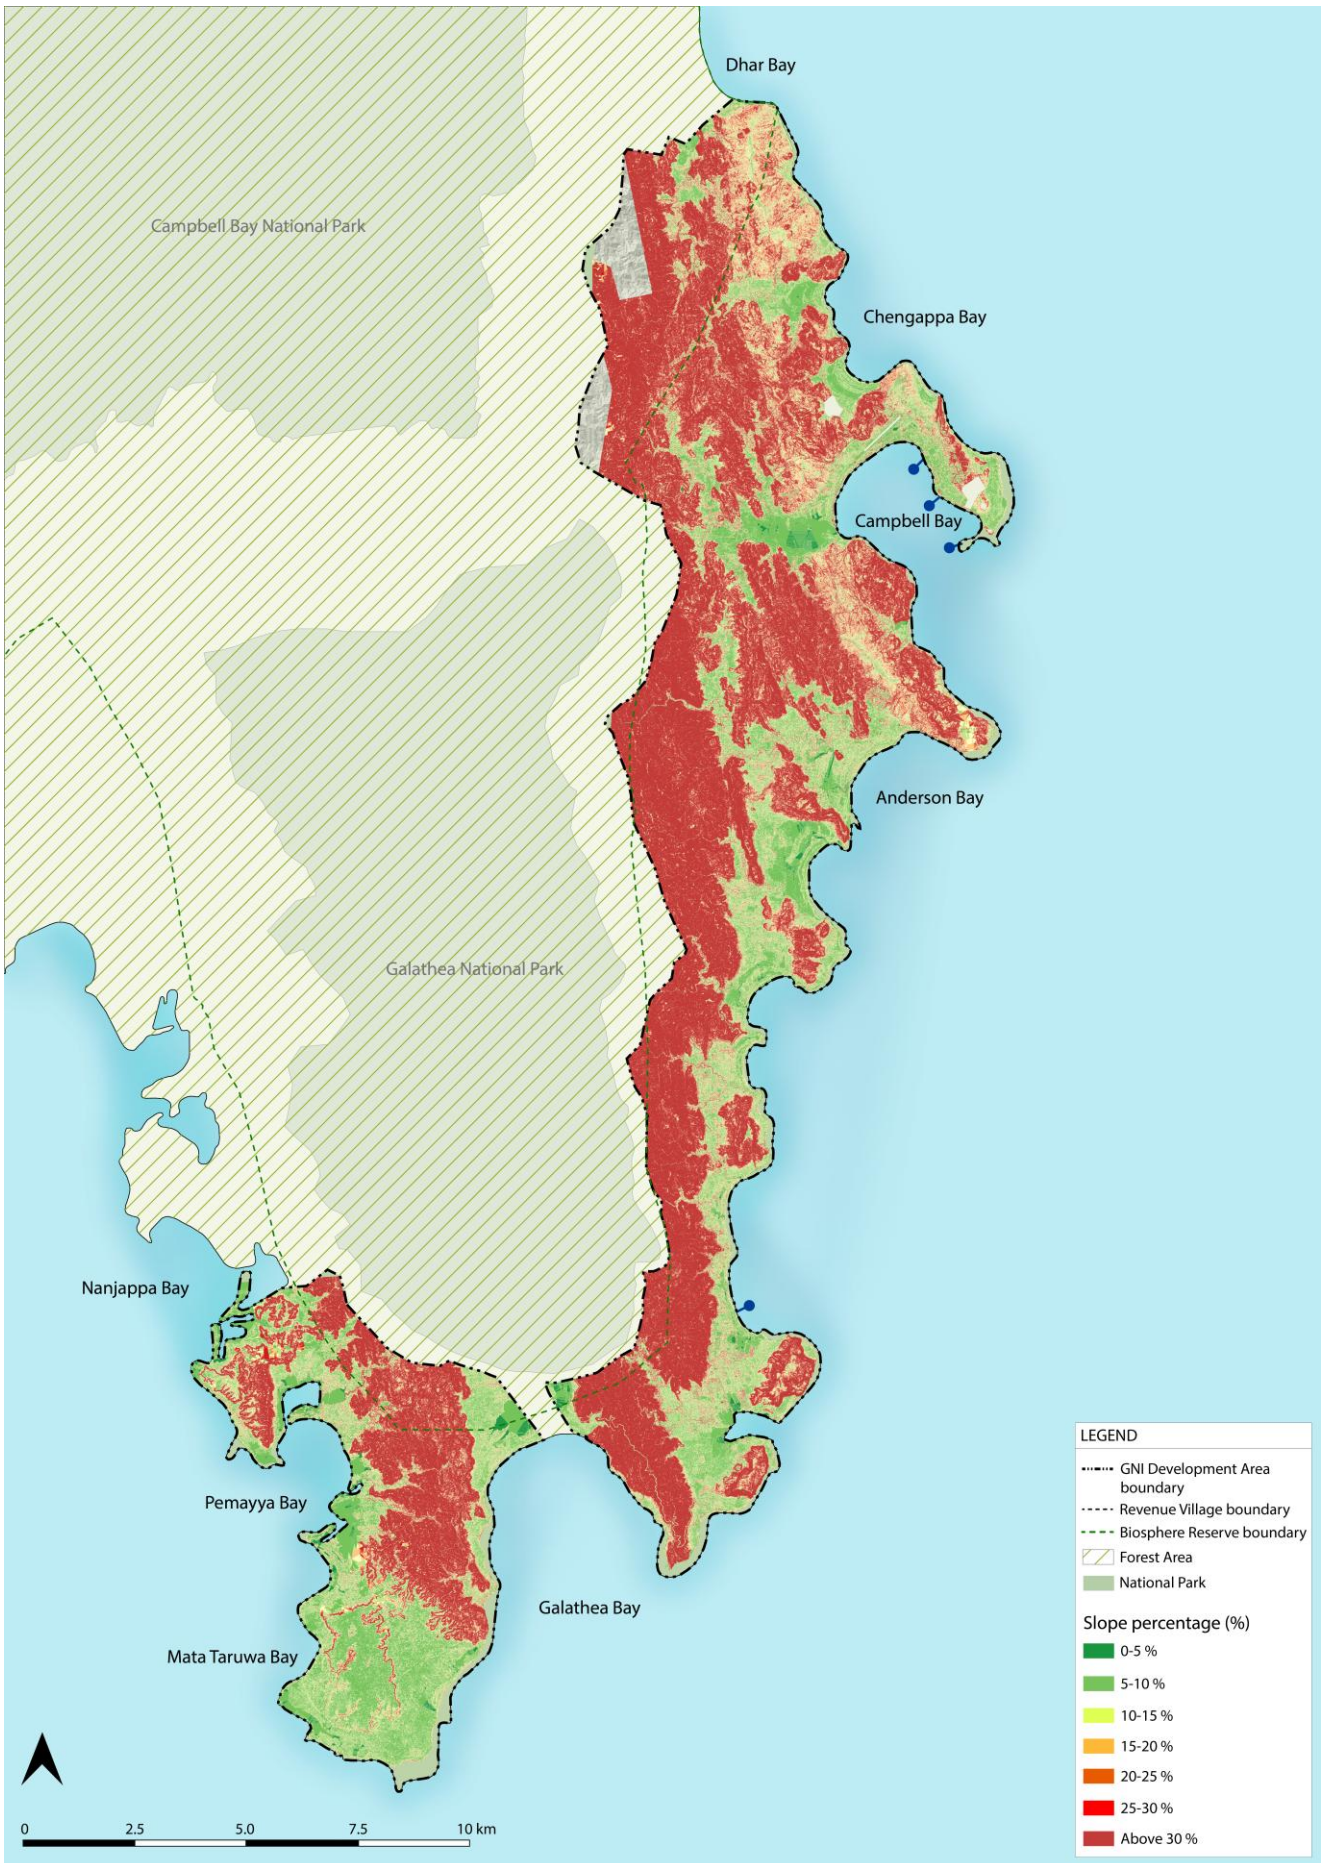 Dhar Bay
Campbell Bay National Park
Chengappa Bay
Campbell Bay
Anderson Bay
Galathea National Park
Nanjappa Bay
Pemayya Bay
Galathea Bay
Mata Taruwa Bay
LEGEND
GNI Development Area
boundary
Revenue Village boundary
Biosphere Reserve boundary
Forest Area
National Park
Slope percentage (%)
0-5 %
5-10 %
10-15 %
15-20 %
20-25 %
25-30 %
Above 30 %
0 2.5 5.0 7.5 10 km